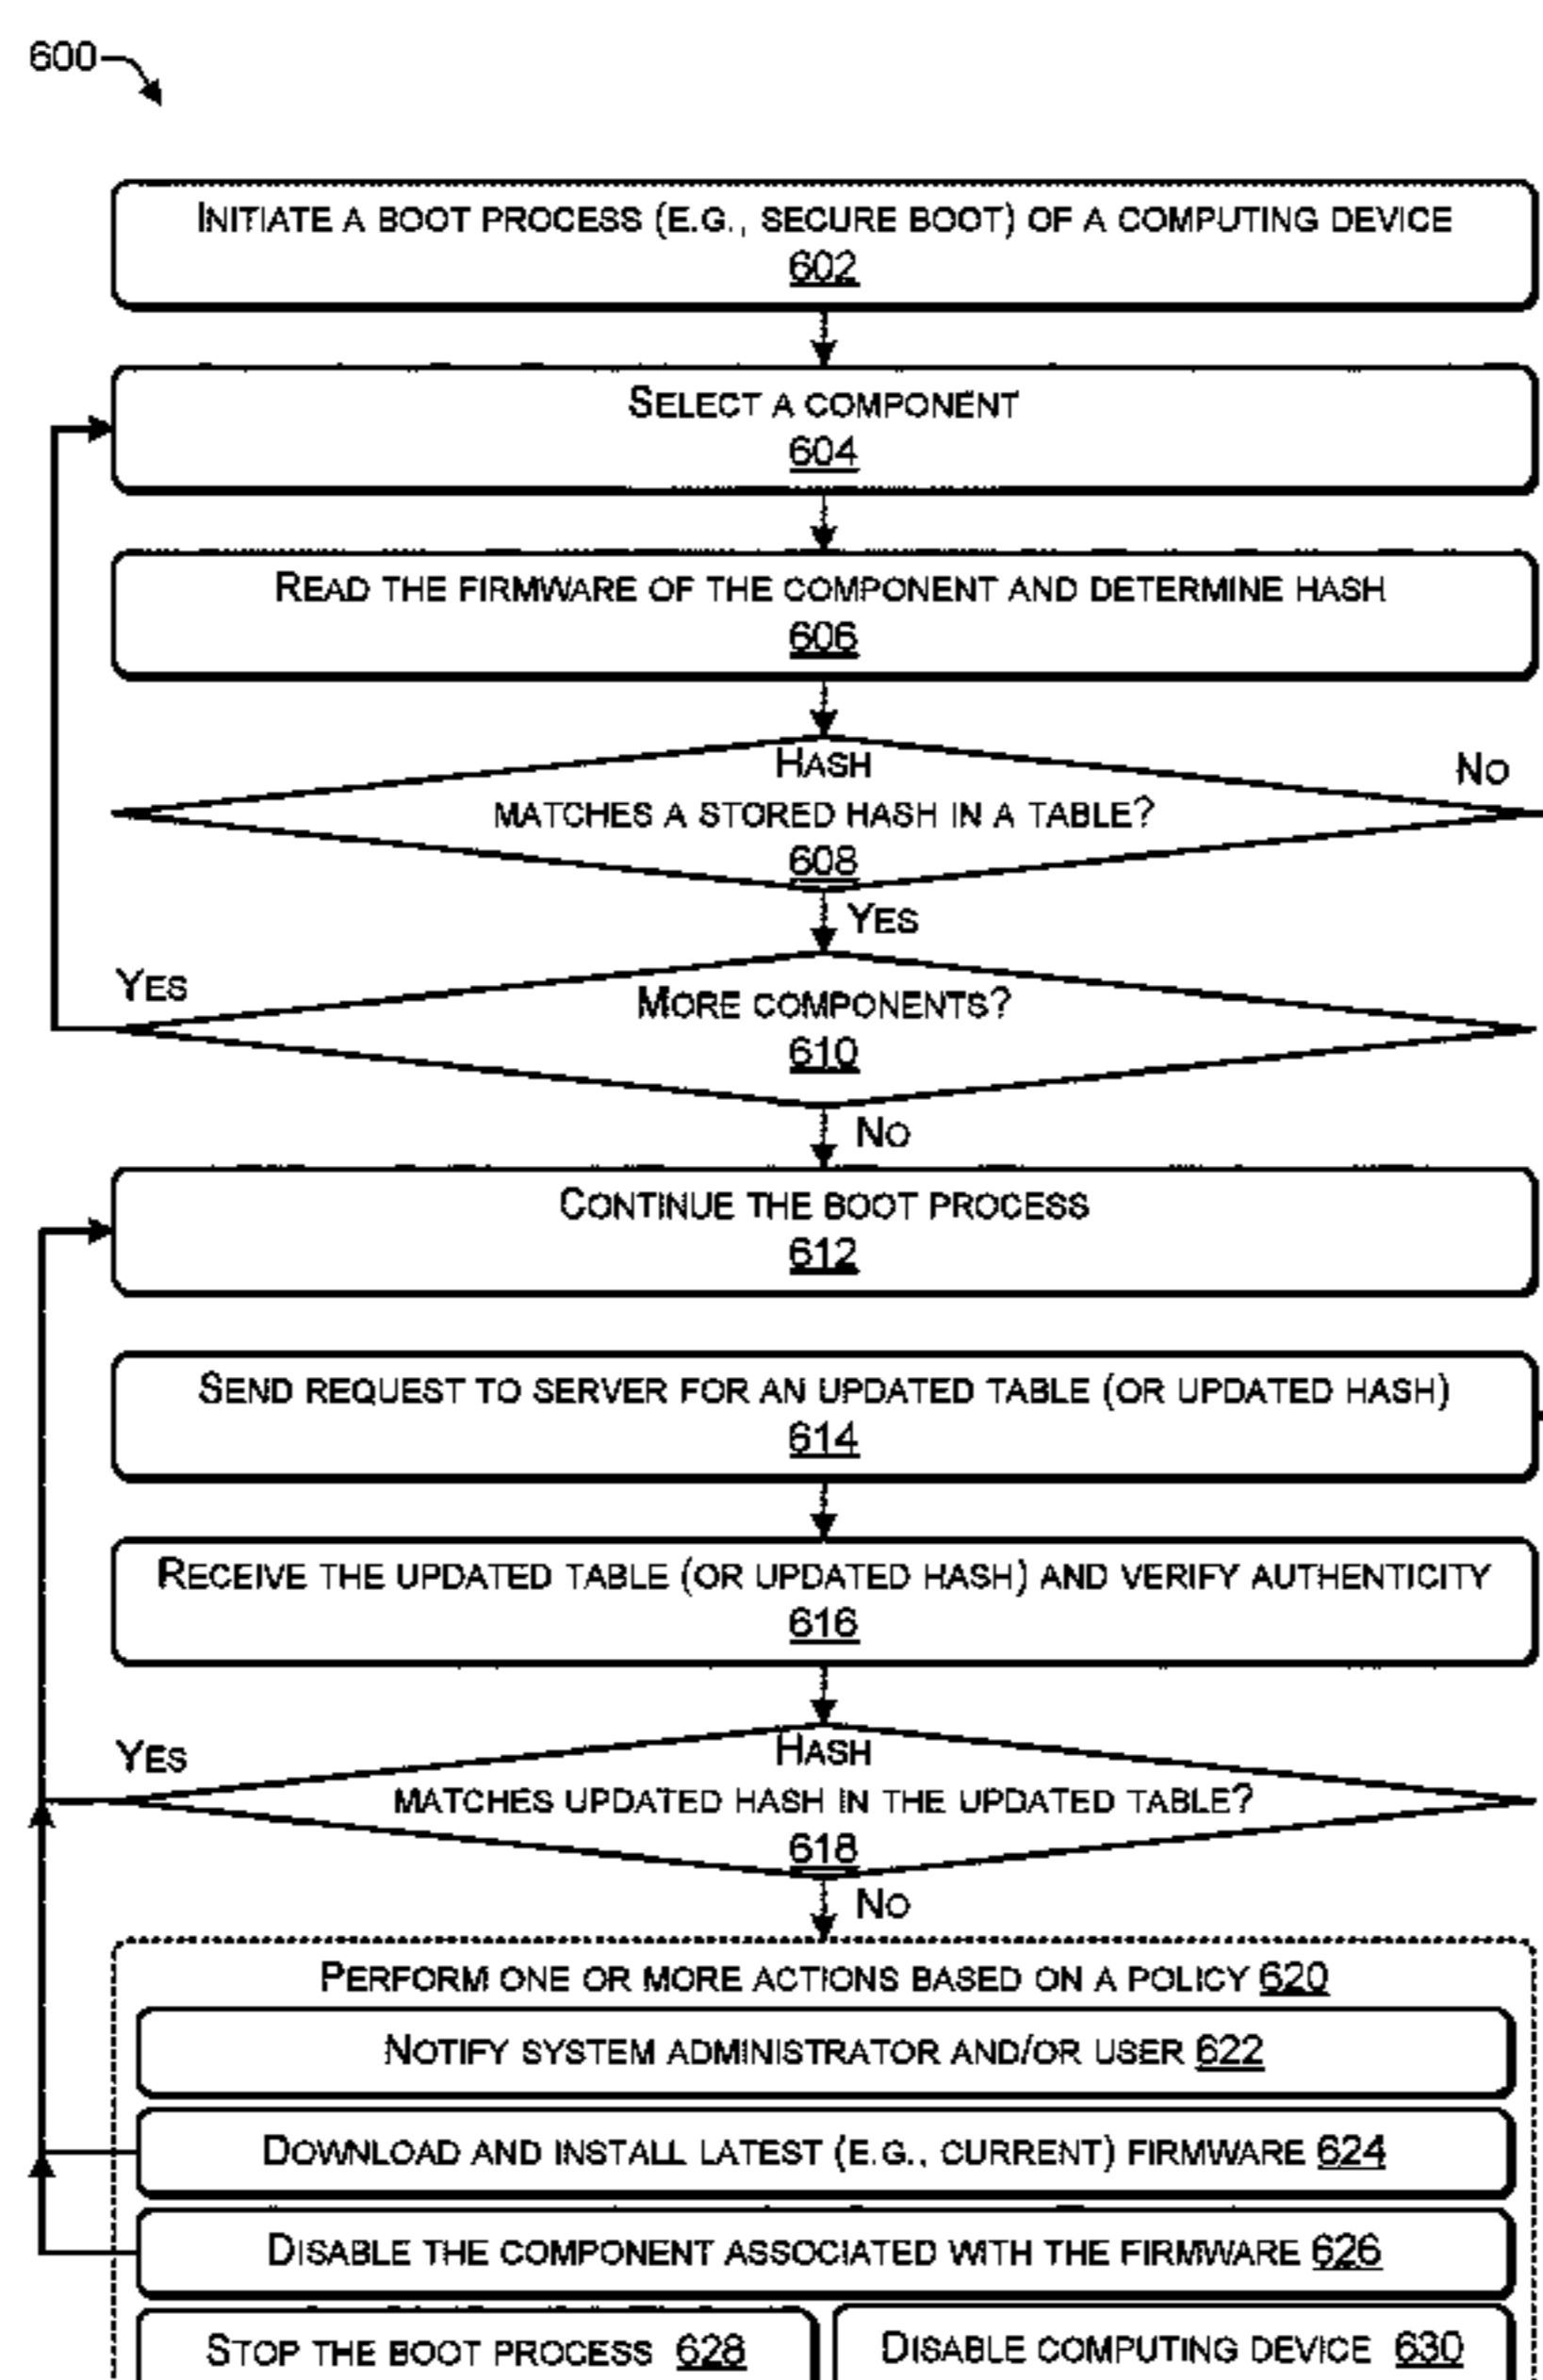 600
INITIATE A BOOT PROCESS (E.G., SECURE BOOT) OF A COMPUTING DEVICE
602
SELECT A COMPONENT
604
READ THE FIRMWARE OF THE COMPONENT AND DETERMINE HASH
606
HASH
MATCHES A STORED HASH IN A TABLE?
608
NO
YES
MORE COMPONENTS?
610
YES
NO
CONTINUE THE BOOT PROCESS
612
SEND REQUEST TO SERVER FOR AN UPDATED TABLE (OR UPDATED HASH)
614
RECEIVE THE UPDATED TABLE (OR UPDATED HASH) AND VERIFY AUTHENTICITY
616
HASH
MATCHES UPDATED HASH IN THE UPDATED TABLE?
618
YES
NO
PERFORM ONE OR MORE ACTIONS BASED ON A POLICY 620
NOTIFY SYSTEM ADMINISTRATOR AND/OR USER 622
DOWNLOAD AND INSTALL LATEST (E.G., CURRENT) FIRMWARE 624
DISABLE THE COMPONENT ASSOCIATED WITH THE FIRMWARE 626
STOP THE BOOT PROCESS 628
DISABLE COMPUTING DEVICE 630